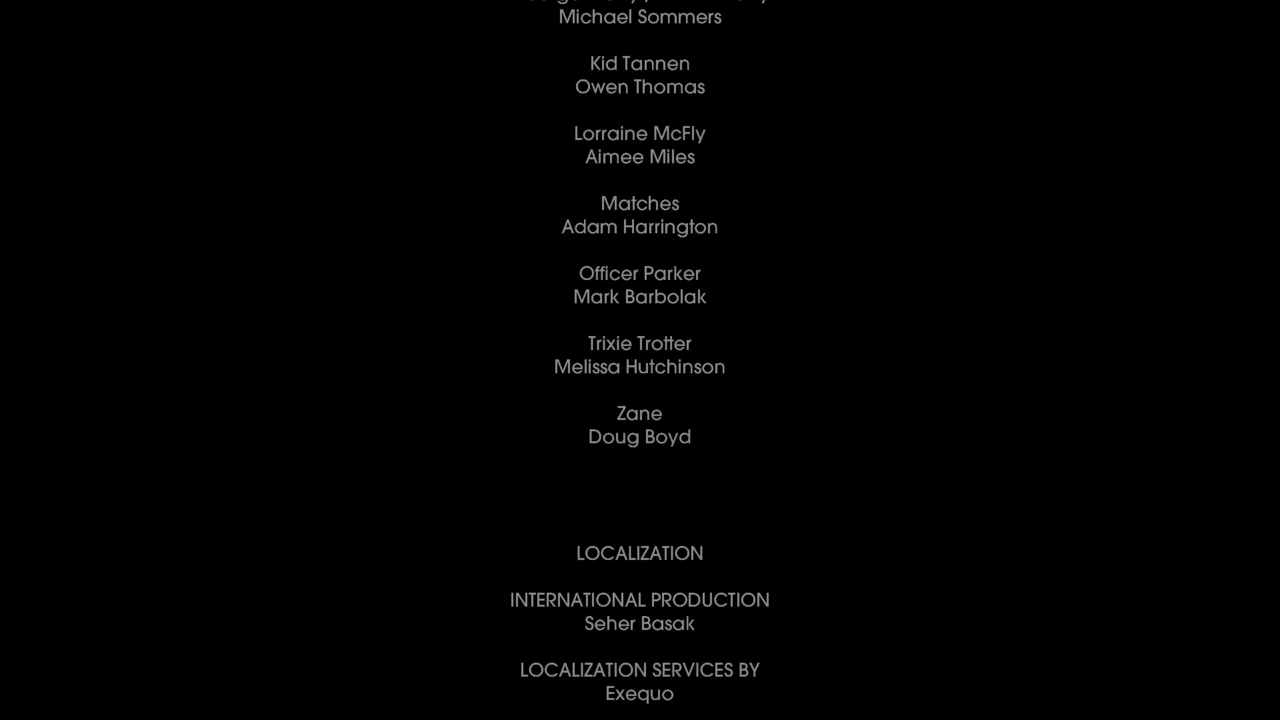 Michael Sommers
Kid Tannen
Owen Thomas
Lorraine McFly
Aimee Miles
Matches
Adam Harrington
Officer Parker
Mark Barbolak
Trixie Trotter
Melissa Hutchinson
Zane
Doug Boyd
LOCALIZATION
INTERNATIONAL PRODUCTION
Seher Basak
LOCALIZATION SERVICES BY
Exequo